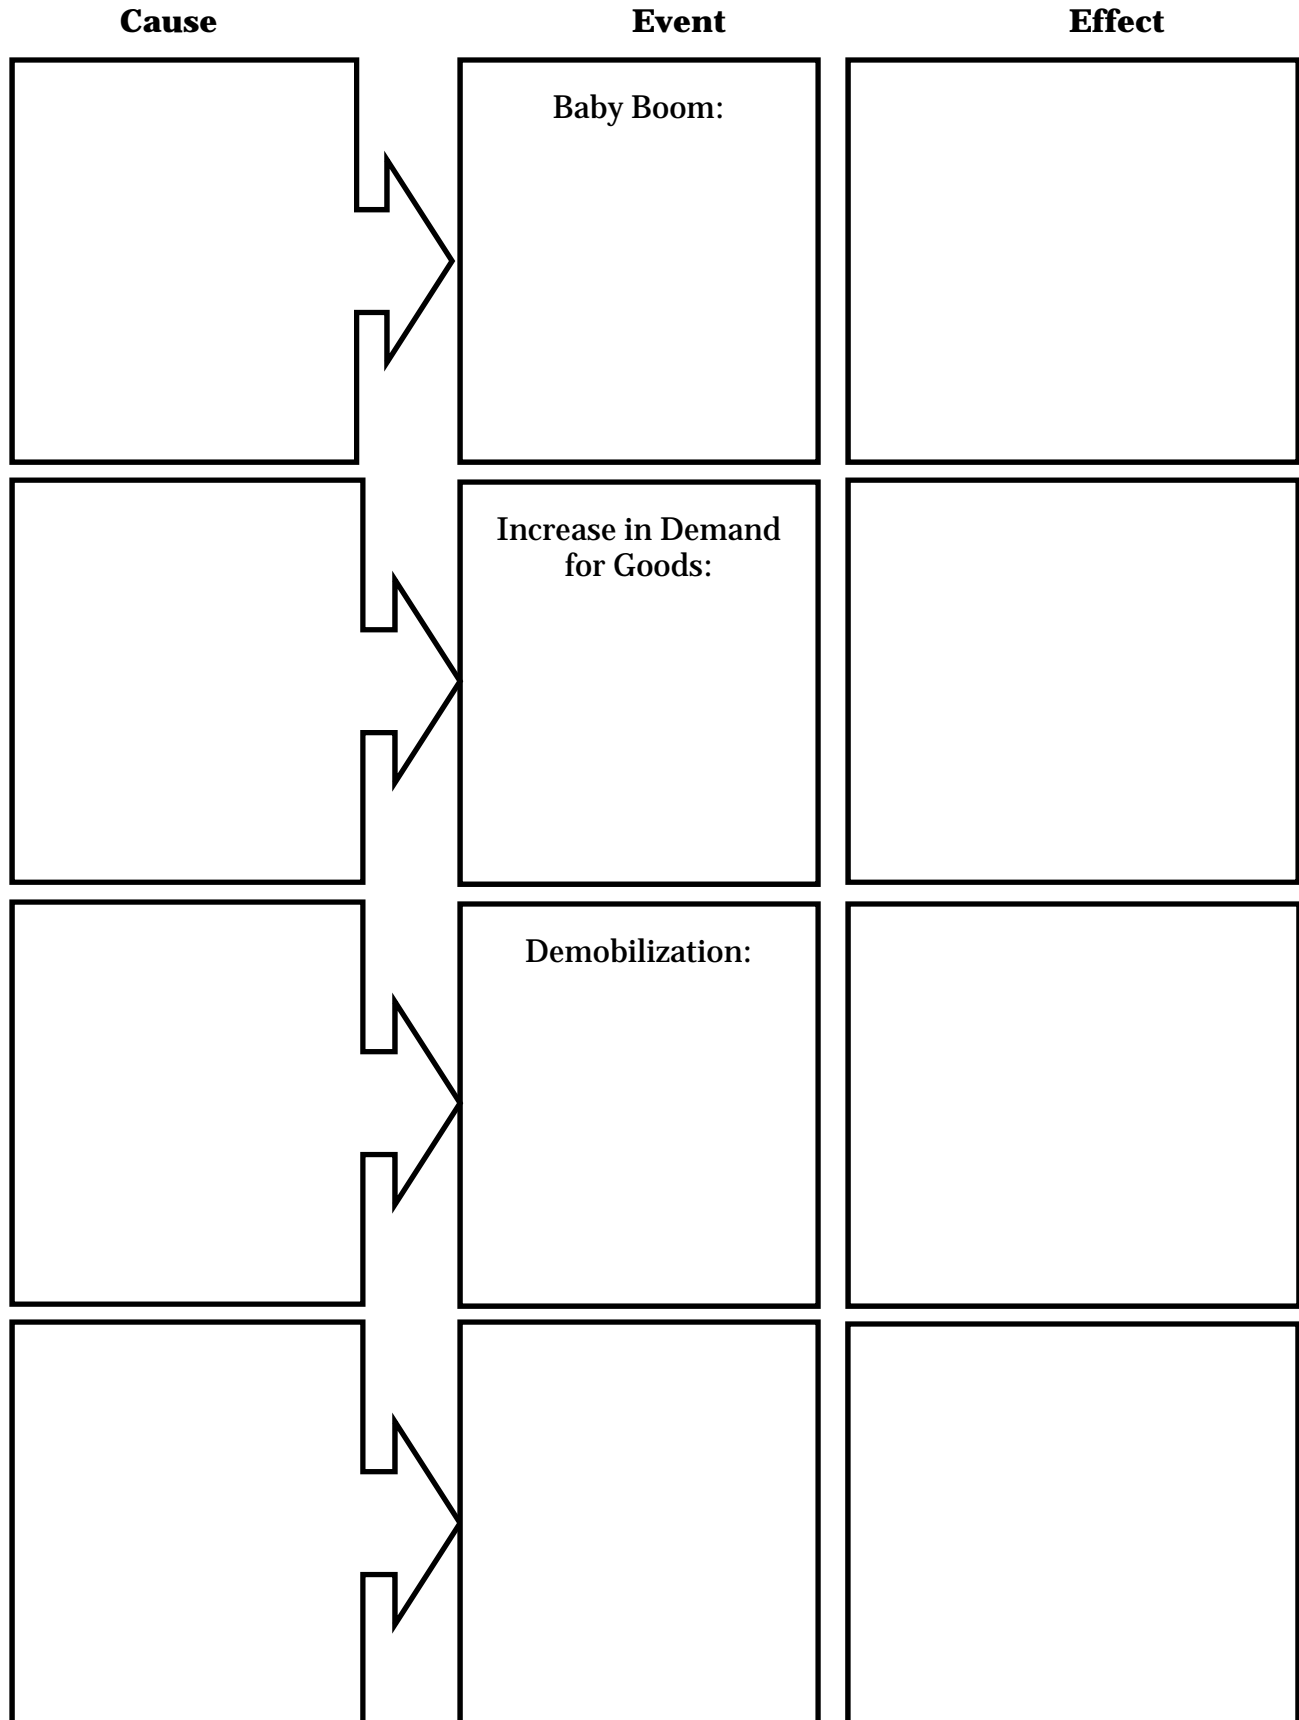 Cause Event Effect
Baby Boom:
Increase in Demand
for Goods:
Demobilization: